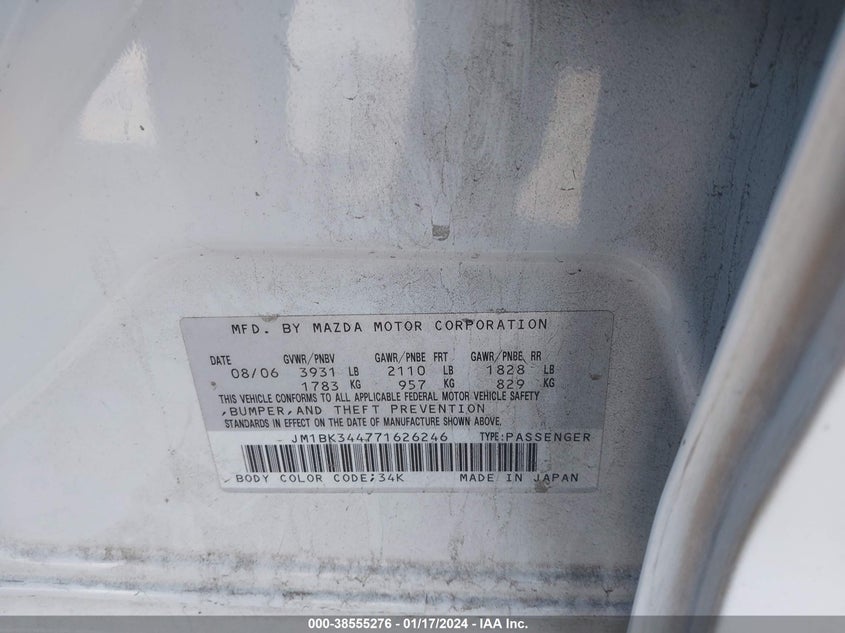 MFD. BY MAZDA MOTOR CORPORATION
DATE GVWR/PNBV GAWR/PNBE FRT GAWR/PNBE RR
08/06 3931 LB 2110 LB 1828 LB
1783 KG 957 KG 829 KG
THIS VEHICLE CONFORMS TO ALL APPLICABLE FEDERAL MOTOR VEHICLE SAFETY
,BUMPER,AND THEFT PREVENTION
STANDARDS IN EFFECT ON THE DATE OF MANUFACTURE SHOWN ABOVE.
JM1BK344771626246 TYPE:PASSENGER
BODY COLOR CODE:34K MADE IN JAPAN
000-38555276 - 01/17/2024 - IAA Inc.